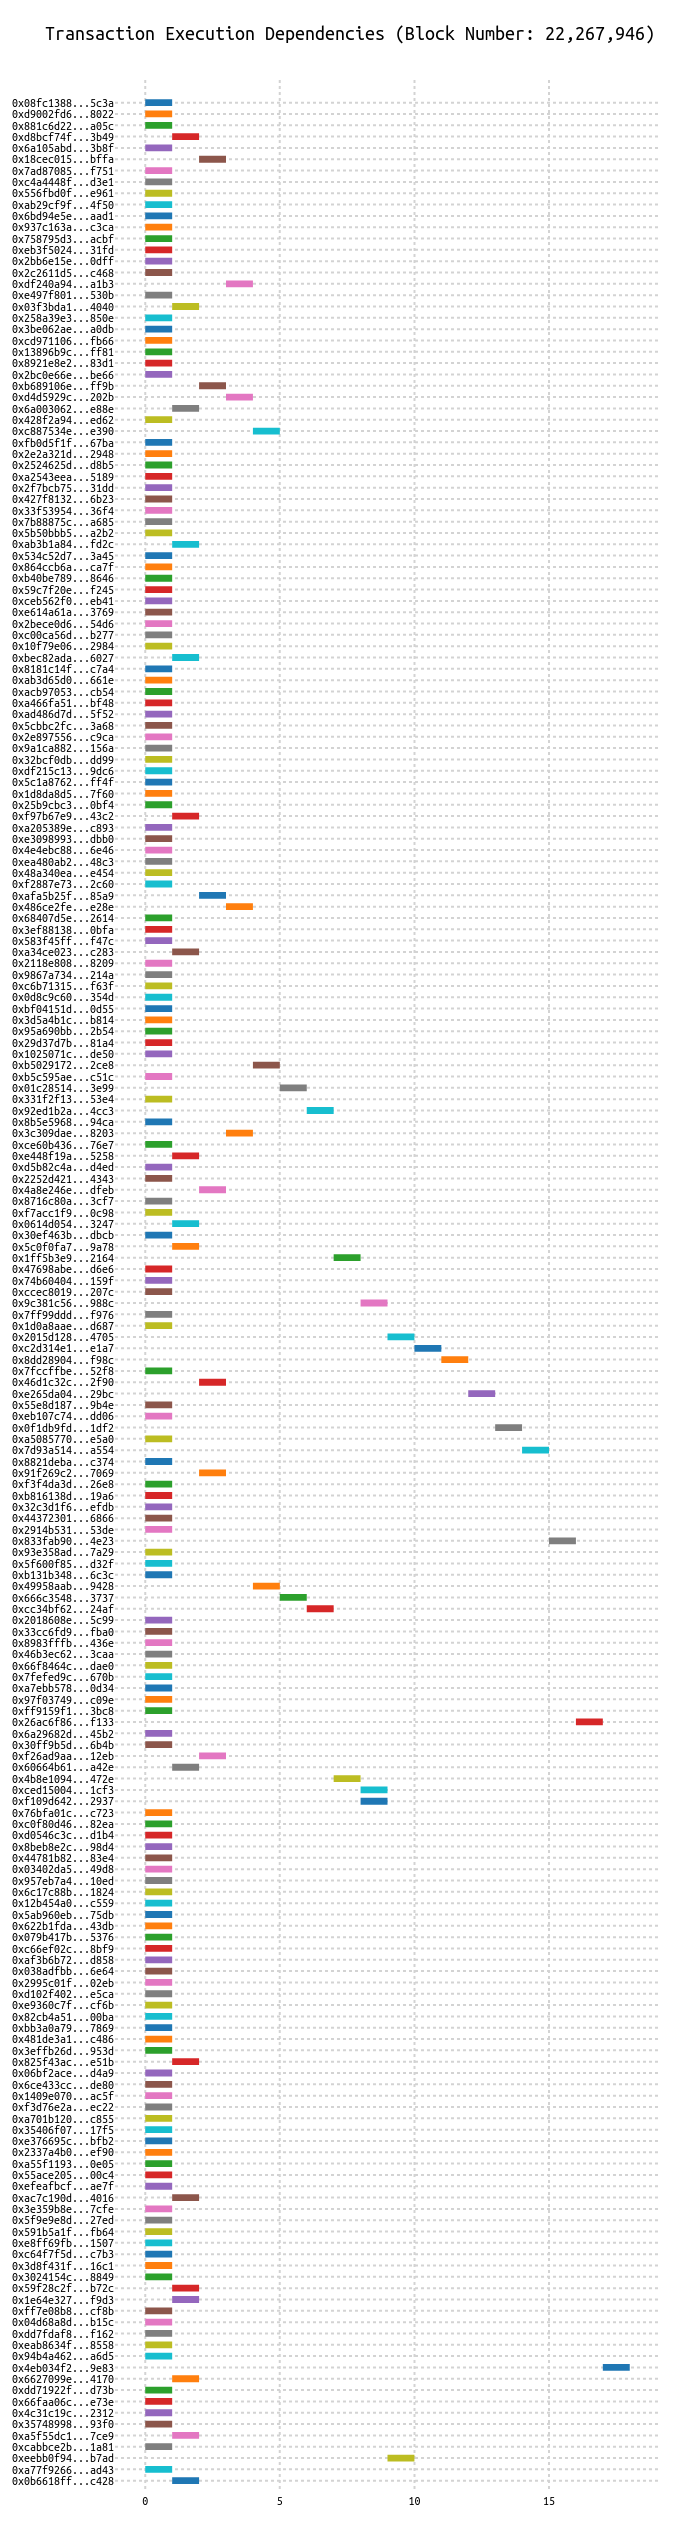 Transaction Execution Dependencies (Block Number: 22,267,946)
0x08fc1388...5c3a
0xd9002fd6...8022
0x881c6d22...a05c
0xd8bcf74f...3b49
0x6a105abd...3b8f
0x18cec015...bffa
0x7ad87085...f751
0xc4a4448f...d3e1
0x556fbd0f...e961
0xab29cf9f...4f50
0x6bd94e5e...aad1
0x937c163a...c3ca
0x758795d3...acbf
0xeb3f5024...31fd
0x2bb6e15e...0dff
0x2c2611d5...c468
0xdf240a94...a1b3
0xe497f801...530b
0x03f3bda1...4040
0x258a39e3...850e
0x3be062ae...a0db
0xcd971106...fb66
0x13896b9c...ff81
0x8921e8e2...83d1
0x2bc0e66e...be66
0xb689106e...ff9b
0xd4d5929c...202b
0x6a003062...e88e
0x428f2a94...ed62
0xc887534e...e390
0xfb0d5f1f...67ba
0x2e2a321d...2948
0x2524625d...d8b5
0xa2543eea...5189
0x2f7bcb75...31dd
0x427f8132...6b23
0x33f53954...36f4
0x7b88875c...a685
0x5b50bbb5...a2b2
0xab3b1a84...fd2c
0x534c52d7...3a45
0x864ccb6a...ca7f
0xb40be789...8646
0x59c7f20e...f245
0xceb562f0...eb41
0xe614a61a...3769
0x2bece0d6...54d6
0xc00ca56d...b277
0x10f79e06...2984
0xbec82ada...6027
0x8181c14f...c7a4
0xab3d65d0...661e
0xacb97053...cb54
0xa466fa51...bf48
0xad486d7d...5f52
0x5cbbc2fc...3a68
0x2e897556...c9ca
0x9a1ca882...156a
0x32bcf0db...dd99
0xdf215c13...9dc6
0x5c1a8762...ff4f
0x1d8da8d5...7f60
0x25b9cbc3...0bf4
0xf97b67e9...43c2
0xa205389e...c893
0xe3098993...dbb0
0x4e4ebc88...6e46
0xea480ab2...48c3
0x48a340ea...e454
0xf2887e73...2c60
0xafa5b25f...85a9
0x486ce2fe...e28e
0x68407d5e...2614
0x3ef88138...0bfa
0x583f45ff...f47c
0xa34ce023...c283
0x2118e808...8209
0x9867a734...214a
0xc6b71315...f63f
0x0d8c9c60...354d
0xbf04151d...0d55
0x3d5a4b1c...b814
0x95a690bb...2b54
0x29d37d7b...81a4
0x1025071c...de50
0xb5029172...2ce8
0xb5c595ae...c51c
0x01c28514...3e99
0x331f2f13...53e4
0x92ed1b2a...4cc3
0x8b5e5968...94ca
0x3c309dae...8203
0xce60b436...76e7
0xe448f19a...5258
0xd5b82c4a...d4ed
0x2252d421...4343
0x4a8e246e...dfeb
0x8716c80a...3cf7
0xf7acc1f9...0c98
0x0614d054...3247
0x30ef463b...dbcb
0x5c0f0fa7...9a78
0x1ff5b3e9...2164
0x47698abe...d6e6
0x74b60404...159f
0xccec8019...207c
0x9c381c56...988c
0x7ff99ddd...f976
0x1d0a8aae...d687
0x2015d128...4705
0xc2d314e1...e1a7
0x8dd28904...f98c
0x7fccffbe...52f8
0x46d1c32c...2f90
0xe265da04...29bc
0x55e8d187...9b4e
0xeb107c74...dd06
0x0f1db9fd...1df2
0xa5085770...e5a0
0x7d93a514...a554
0x8821deba...c374
0x91f269c2...7069
0xf3f4da3d...26e8
0xb816138d...19a6
0x32c3d1f6...efdb
0x44372301...6866
0x2914b531...53de
0x833fab90...4e23
0x93e358ad...7a29
0x5f600f85...d32f
0xb131b348...6c3c
0x49958aab...9428
0x666c3548...3737
0xcc34bf62...24af
0x2018608e...5c99
0x33cc6fd9...fba0
0x8983fffb...436e
0x46b3ec62...3caa
0x66f8464c...dae0
0x7fefed9c...670b
0xa7ebb578...0d34
0x97f03749...c09e
0xff9159f1...3bc8
0x26ac6f86...f133
0x6a29682d...45b2
0x30ff9b5d...6b4b
0xf26ad9aa...12eb
0x60664b61...a42e
0x4b8e1094...472e
0xced15004...1cf3
0xf109d642...2937
0x76bfa01c...c723
0xc0f80d46...82ea
0xd0546c3c...d1b4
0x8beb8e2c...98d4
0x44781b82...83e4
0x03402da5...49d8
0x957eb7a4...10ed
0x6c17c88b...1824
0x12b454a0...c559
0x5ab960eb...75db
0x622b1fda...43db
0x079b417b...5376
0xc66ef02c...8bf9
0xaf3b6b72...d858
0x038adfbb...6e64
0x2995c01f...02eb
0xd102f402...e5ca
0xe9360c7f...cf6b
0x82cb4a51...00ba
0xbb3a0a79...7869
0x481de3a1...c486
0x3effb26d...953d
0x825f43ac...e51b
0x06bf2ace...d4a9
0x6ce433cc...de80
0x1409e070...ac5f
0xf3d76e2a...ec22
0xa701b120...c855
0x35406f07...17f5
0xe376695c...bfb2
0x2337a4b0...ef90
0xa55f1193...0e05
0x55ace205...00c4
0xefeafbcf...ae7f
0xac7c190d...4016
0x3e359b8e...7cfe
0x5f9e9e8d...27ed
0x591b5a1f...fb64
0xe8ff69fb...1507
0xc64f7f5d...c7b3
0x3d8f431f...16c1
0x3024154c...8849
0x59f28c2f...b72c
0x1e64e327...f9d3
0xff7e08b8...cf8b
0x04d68a8d...b15c
0xdd7fdaf8...f162
0xeab8634f...8558
0x94b4a462...a6d5
0x4eb034f2...9e83
0x6627099e...4170
0xdd71922f...d73b
0x66faa06c...e73e
0x4c31c19c...2312
0x35748998...93f0
0xa5f55dc1...7ce9
0xcabbce2b...1a81
0xeebb0f94...b7ad
0xa77f9266...ad43
0x0b6618ff...c428
0 5 10 15